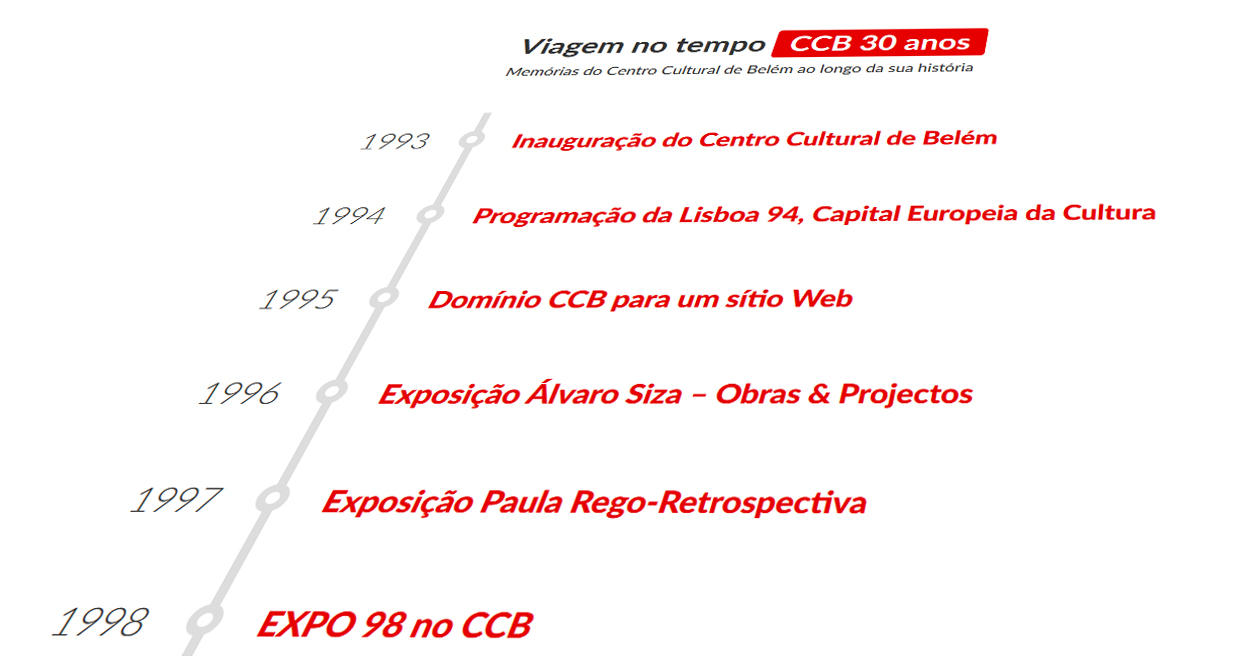 Viagem no tempo CCB 30 anos
Memórias do Centro Cultural de Belém ao longo da sua história
1993 Inauguração do Centro Cultural de Belém
1994 Programação da Lisboa 94, Capital Europeia da Cultura
1995 Domínio CCB para um sítio Web
1996 Exposição Álvaro Siza – Obras & Projectos
1997 Exposição Paula Rego-Retrospectiva
1998 EXPO 98 no CCB